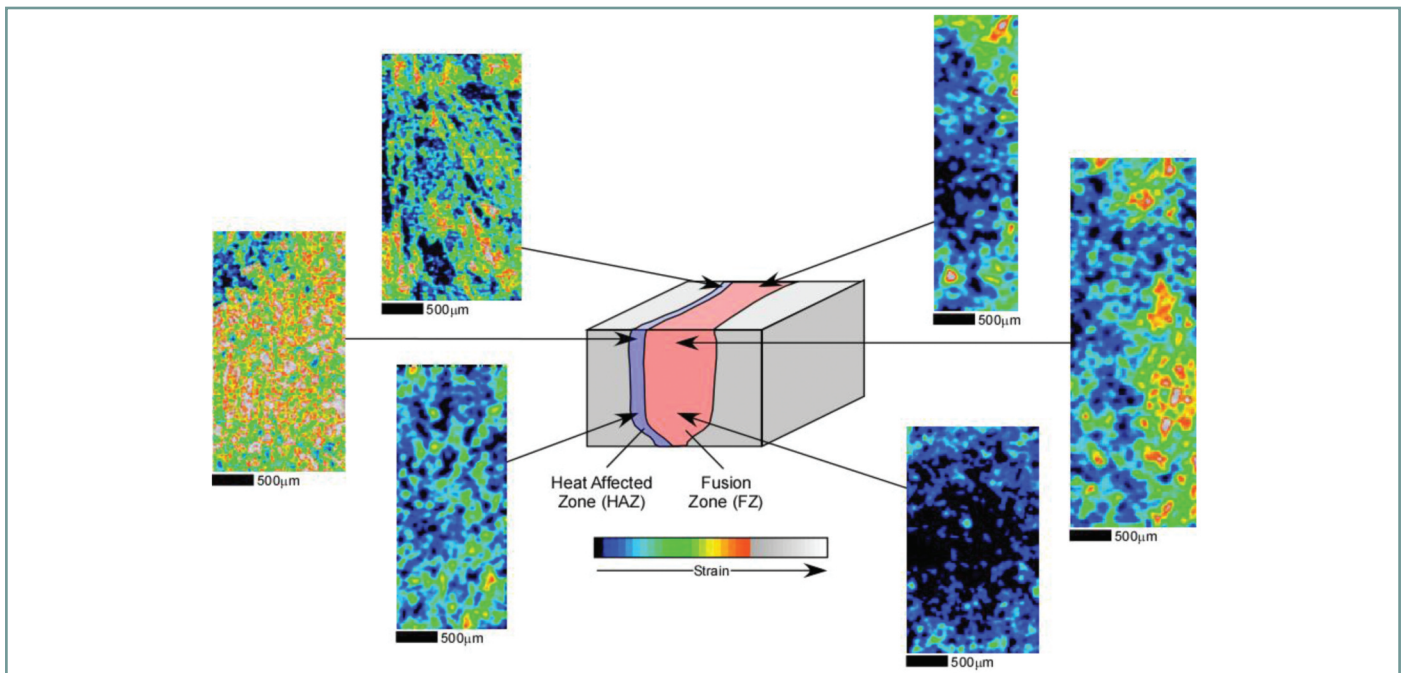 500μm
500μm
500μm
500μm
500μm
500μm
Heat Affected
Zone (HAZ)
Fusion
Zone (FZ)
Strain
500μm